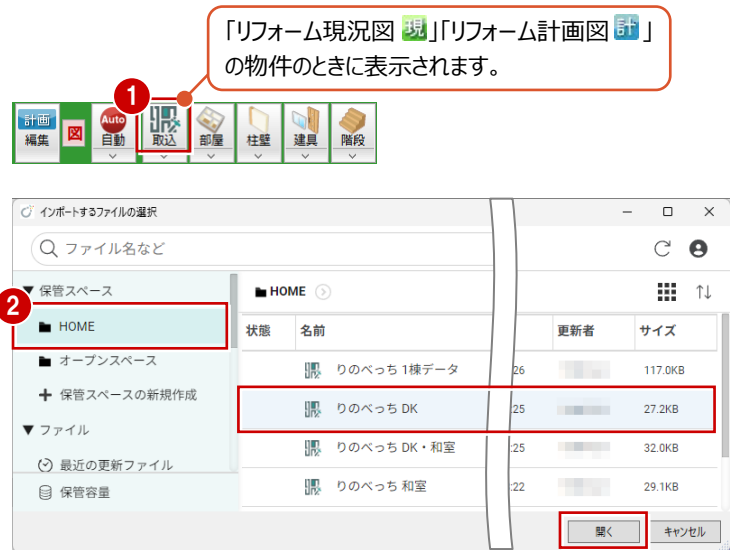 「リフォーム現況図 現」「リフォーム計画図 計」
の物件のときに表示されます。
1
計画
編集
図
Auto
自動
取込
部屋
柱壁
建具
階段
インポートするファイルの選択
ファイル名など
▼ 保管スペース
HOME
状態 名前 更新者 サイズ
2
HOME
オープンスペース
+ 保管スペースの新規作成
▼ ファイル
最近の更新ファイル
保管容量
りのべっち 1棟データ 26 117.0KB
りのべっち DK :25 27.2KB
りのべっち DK・和室 :25 32.0KB
りのべっち 和室 :22 29.1KB
開く
キャンセル